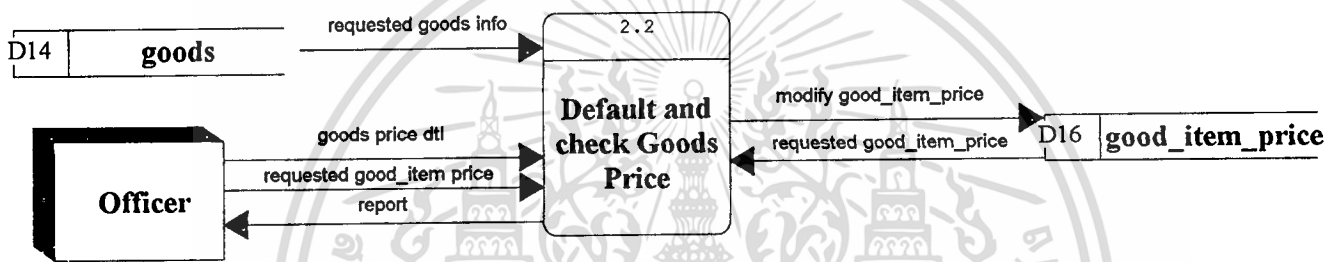 requested goods info
2.2
D14 goods
Default and
check Goods
Price
modify good_item_price
goods price dtl
D16 good_item_price
requested good_item_price
requested good_item price
Officer
report